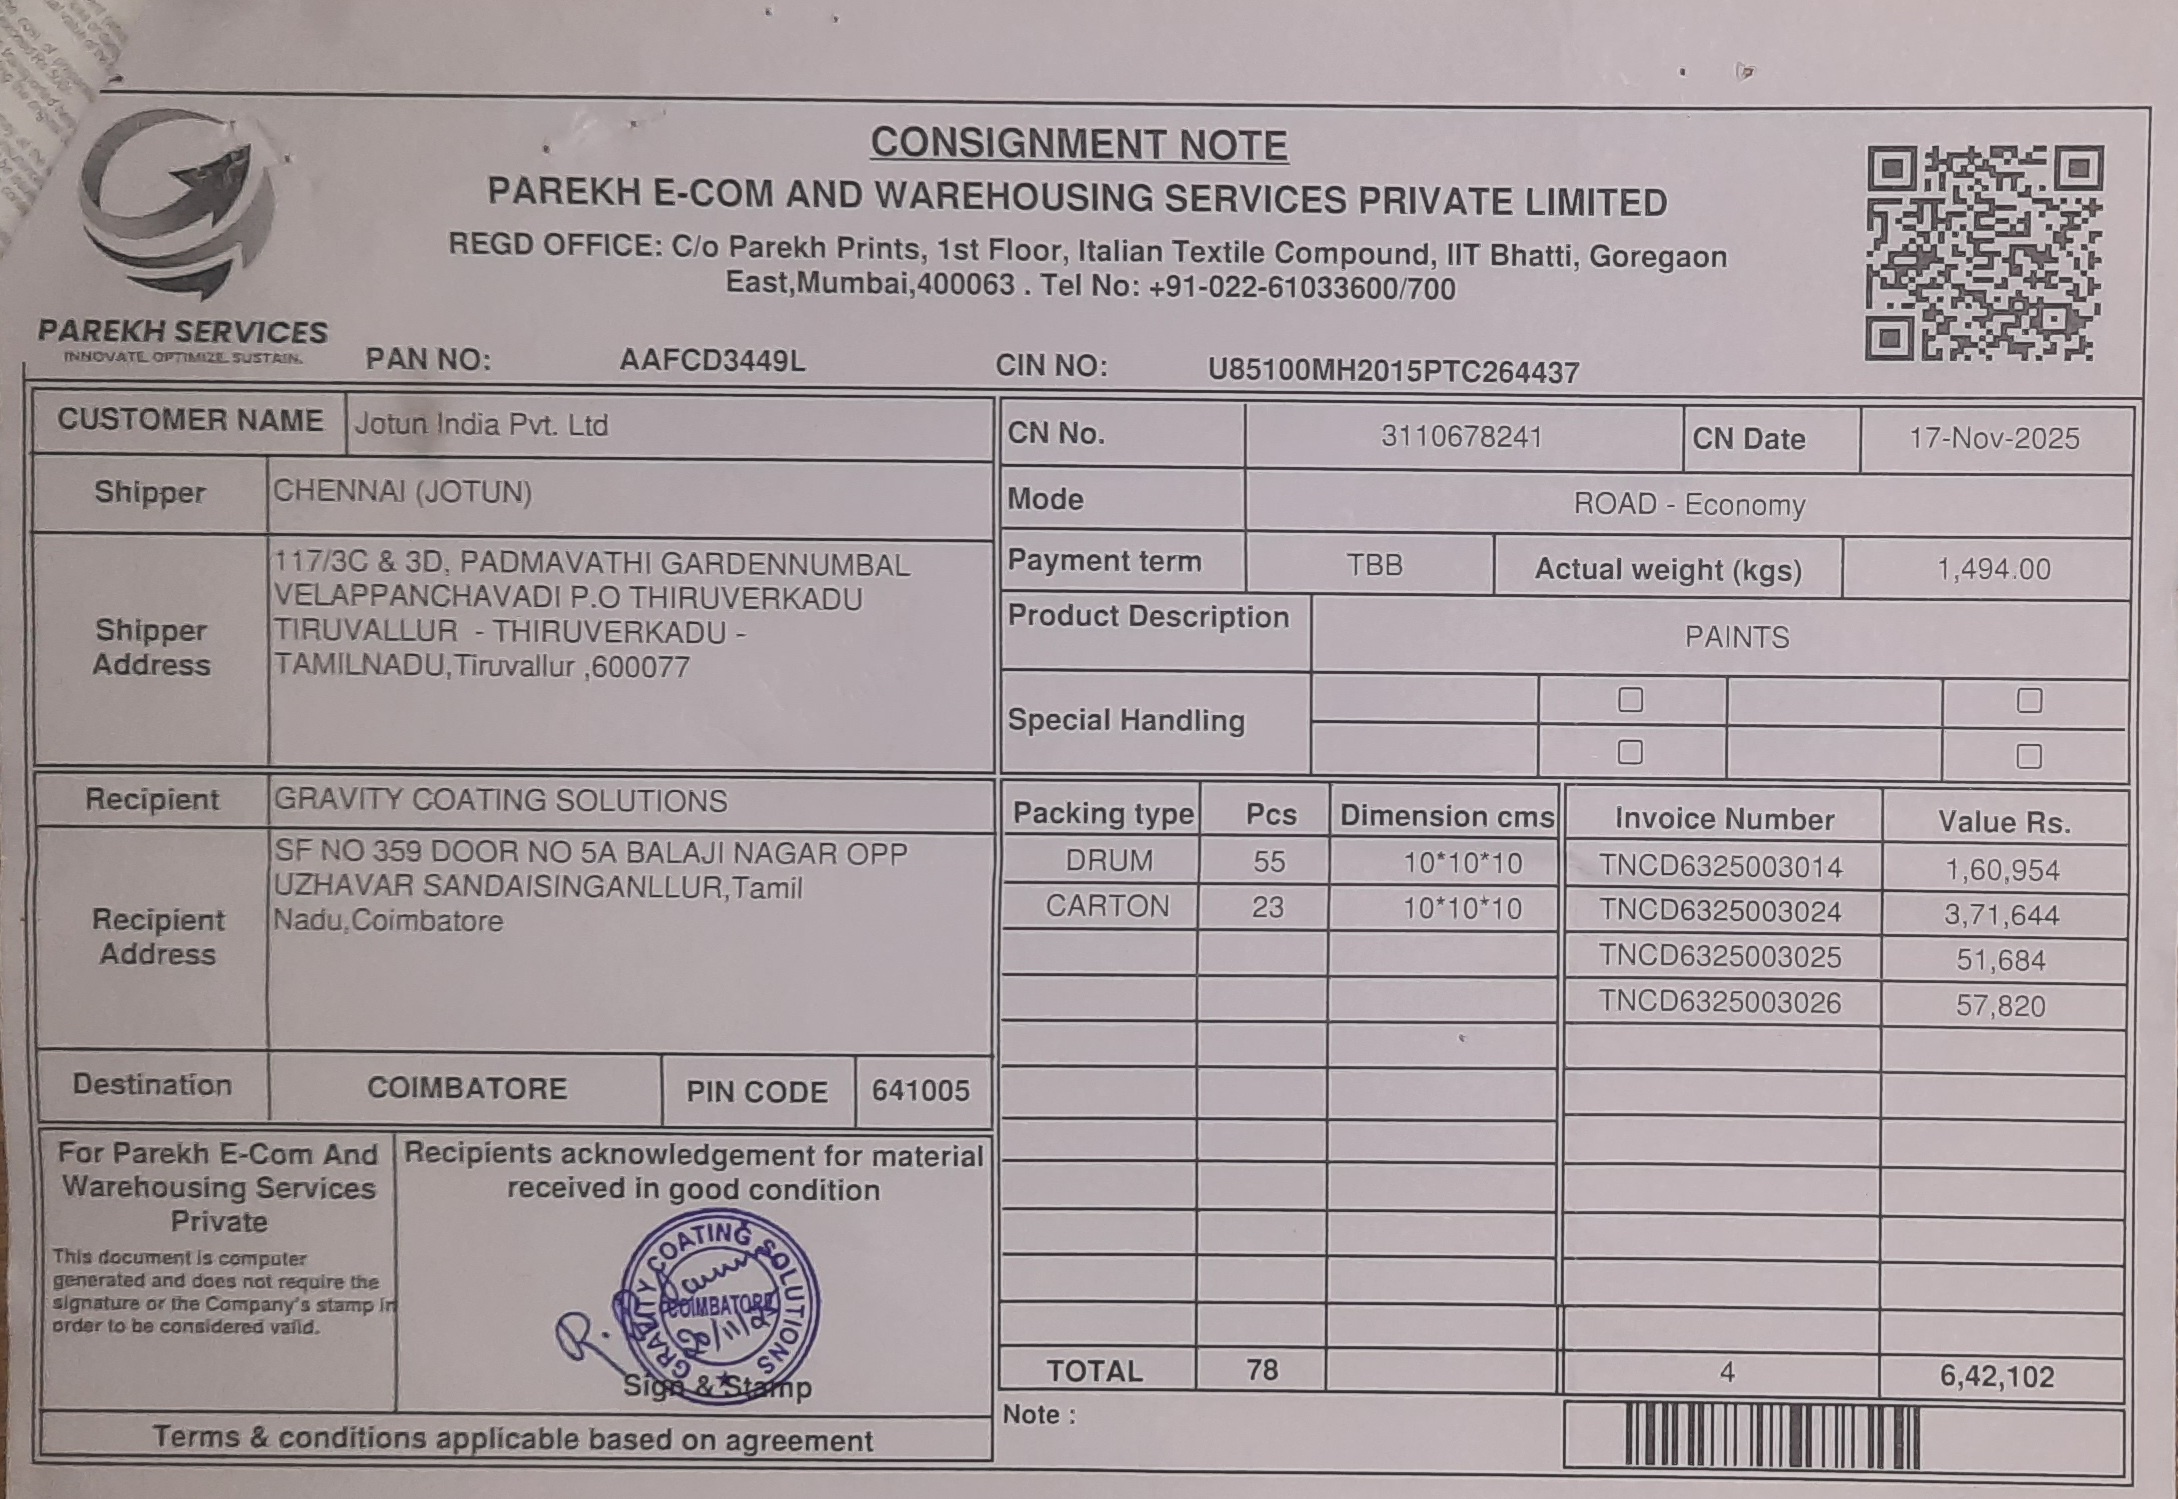 CONSIGNMENT NOTE
PAREKH E-COM AND WAREHOUSING SERVICES PRIVATE LIMITED
REGD OFFICE: C/o Parekh Prints, 1st Floor, Italian Textile Compound, IIT Bhatti, Goregaon
East,Mumbai,400063 . Tel No: +91-022-61033600/700
PAREKH SERVICES
INNOVATE. OPTIMIZE. SUSTAIN.
PAN NO: AAFCD3449L CIN NO: U85100MH2015PTC264437
CUSTOMER NAME Jotun India Pvt. Ltd
Shipper CHENNAI (JOTUN)
Shipper Address
117/3C & 3D, PADMAVATHI GARDENNUMBAL
VELAPPANCHAVADI P.O THIRUVERKADU
TIRUVALLUR - THIRUVERKADU -
TAMILNADU,Tiruvallur ,600077
Recipient GRAVITY COATING SOLUTIONS
Recipient Address
SF NO 359 DOOR NO 5A BALAJI NAGAR OPP
UZHAVAR SANDAISINGANLLUR,Tamil
Nadu,Coimbatore
Destination COIMBATORE PIN CODE 641005
For Parekh E-Com And
Warehousing Services
Private
This document is computer
generated and does not require the
signature or the Company's stamp in
order to be considered valid.
Recipients acknowledgement for material
received in good condition
GRAVITY COATING SOLUTIONS
COIMBATORE
R.
20/11/25
Sign & Stamp
Terms & conditions applicable based on agreement
CN No. 3110678241 CN Date 17-Nov-2025
Mode ROAD - Economy
Payment term TBB Actual weight (kgs) 1,494.00
Product Description PAINTS
Special Handling
Packing type Pcs Dimension cms Invoice Number Value Rs.
DRUM 55 10*10*10 TNCD6325003014 1,60,954
CARTON 23 10*10*10 TNCD6325003024 3,71,644
TNCD6325003025 51,684
TNCD6325003026 57,820
TOTAL 78 4 6,42,102
Note :